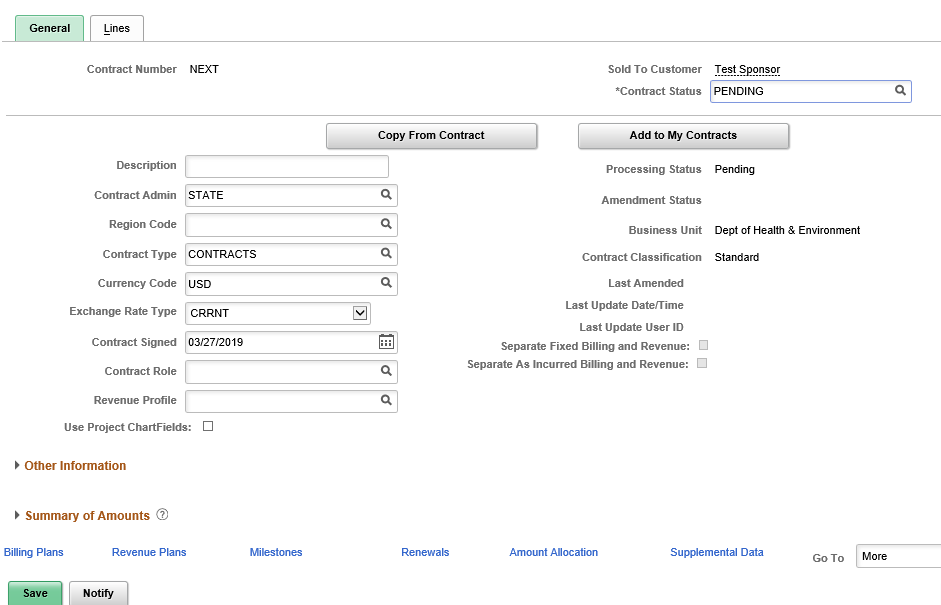 General Lines
Contract Number NEXT Sold To Customer Test Sponsor
*Contract Status PENDING
Copy From Contract Add to My Contracts
Description
Processing Status Pending
Contract Admin STATE
Amendment Status
Region Code
Business Unit Dept of Health & Environment
Contract Type CONTRACTS
Contract Classification Standard
Currency Code USD
Last Amended
Exchange Rate Type CRRNT
Last Update Date/Time
Last Update User ID
Contract Signed 03/27/2019
Separate Fixed Billing and Revenue:
Separate As Incurred Billing and Revenue:
Contract Role
Revenue Profile
Use Project ChartFields:
Other Information
Summary of Amounts ?
Billing Plans Revenue Plans Milestones Renewals Amount Allocation Supplemental Data
Go To More
Save Notify